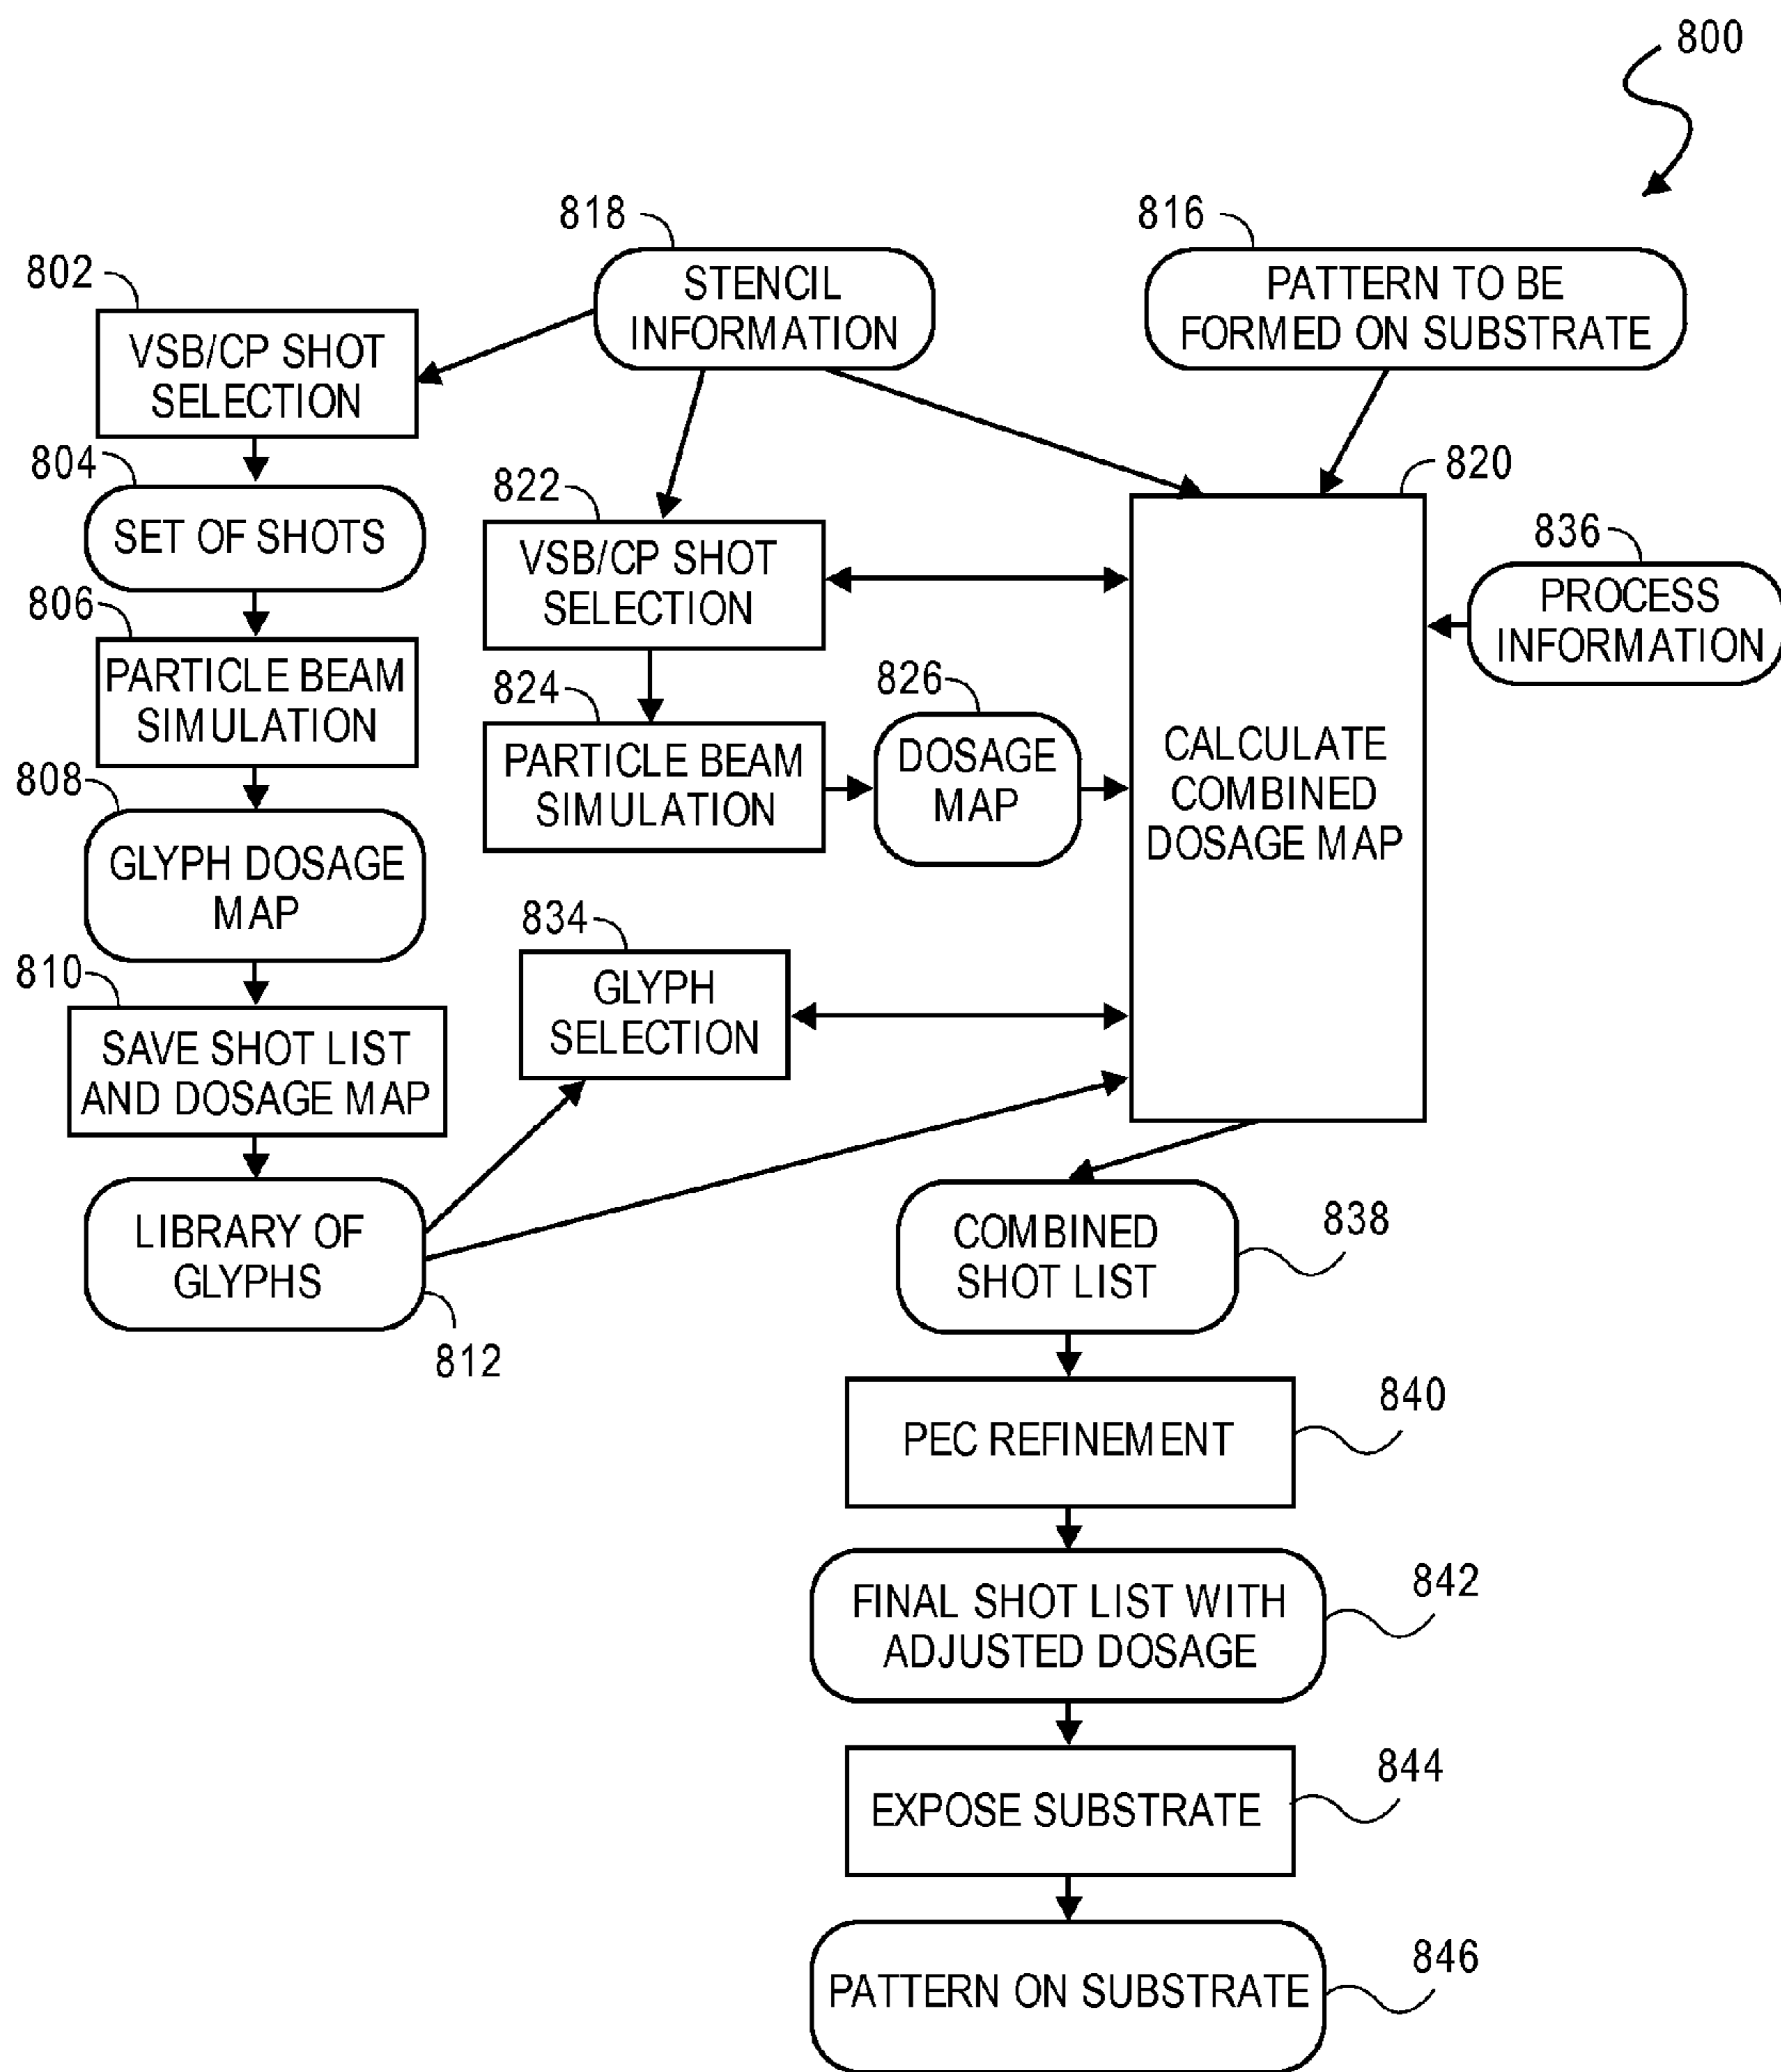 800
818
816
802
STENCIL
INFORMATION
PATTERN TO BE
FORMED ON SUBSTRATE
VSB/CP SHOT
SELECTION
804
822
820
SET OF SHOTS
VSB/CP SHOT
SELECTION
836
PROCESS
INFORMATION
806
PARTICLE BEAM
SIMULATION
824
826
PARTICLE BEAM
SIMULATION
DOSAGE
MAP
CALCULATE
COMBINED
DOSAGE MAP
808
GLYPH DOSAGE
MAP
834
GLYPH
SELECTION
810
SAVE SHOT LIST
AND DOSAGE MAP
LIBRARY OF
GLYPHS
812
COMBINED
SHOT LIST
838
PEC REFINEMENT
840
FINAL SHOT LIST WITH
ADJUSTED DOSAGE
842
EXPOSE SUBSTRATE
844
PATTERN ON SUBSTRATE
846